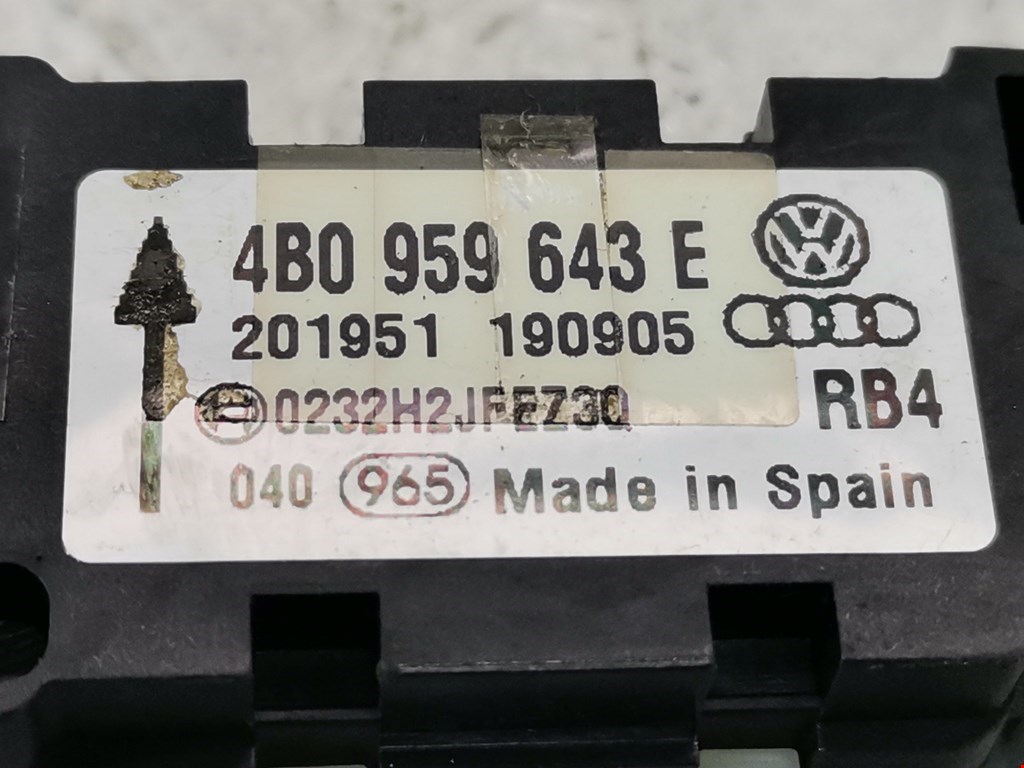 4B0 959 643 E
201951 190905
0232H2JFEZ3Q RB4
040 965 Made in Spain